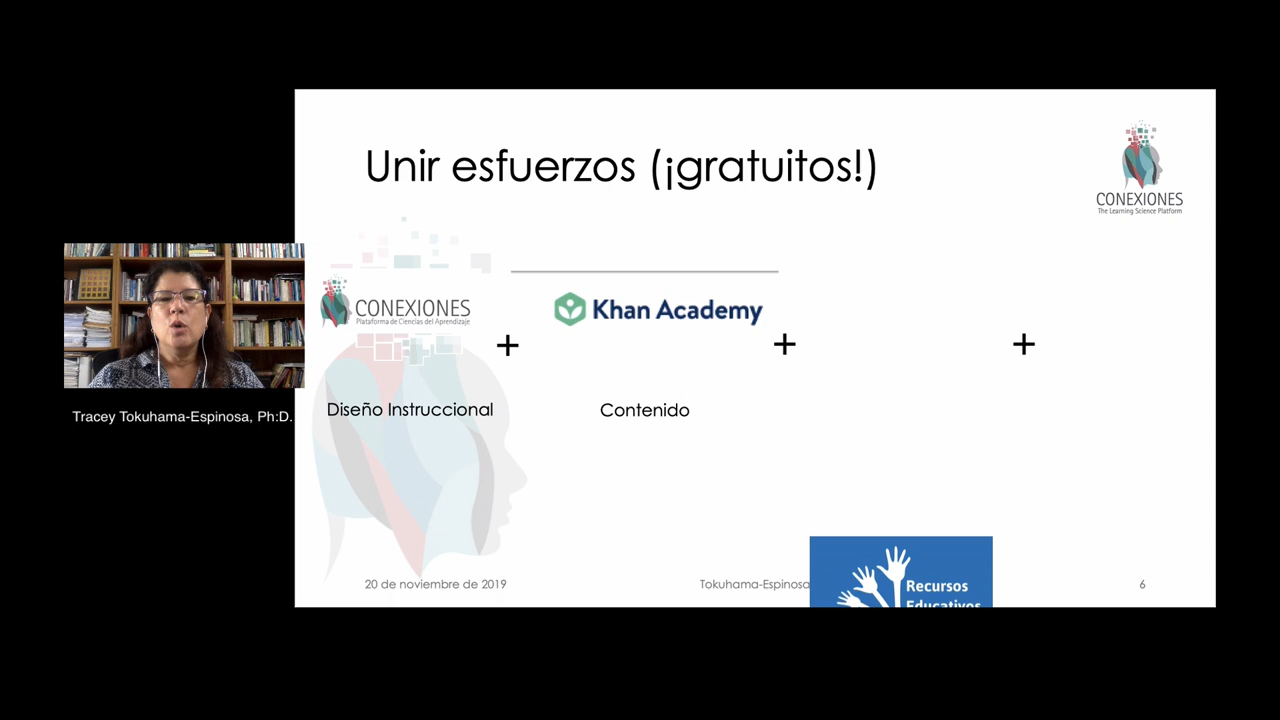 Unir esfuerzos (¡gratuitos!)
CONEXIONES
The Learning Science Platform
CONEXIONES
Plataforma de Ciencias del Aprendizaje
+
Khan Academy
+
+
Diseño Instruccional
Contenido
Tracey Tokuhama-Espinosa, Ph:D.
20 de noviembre de 2019
Tokuhama-Espinosa
Recursos
Educativos
6